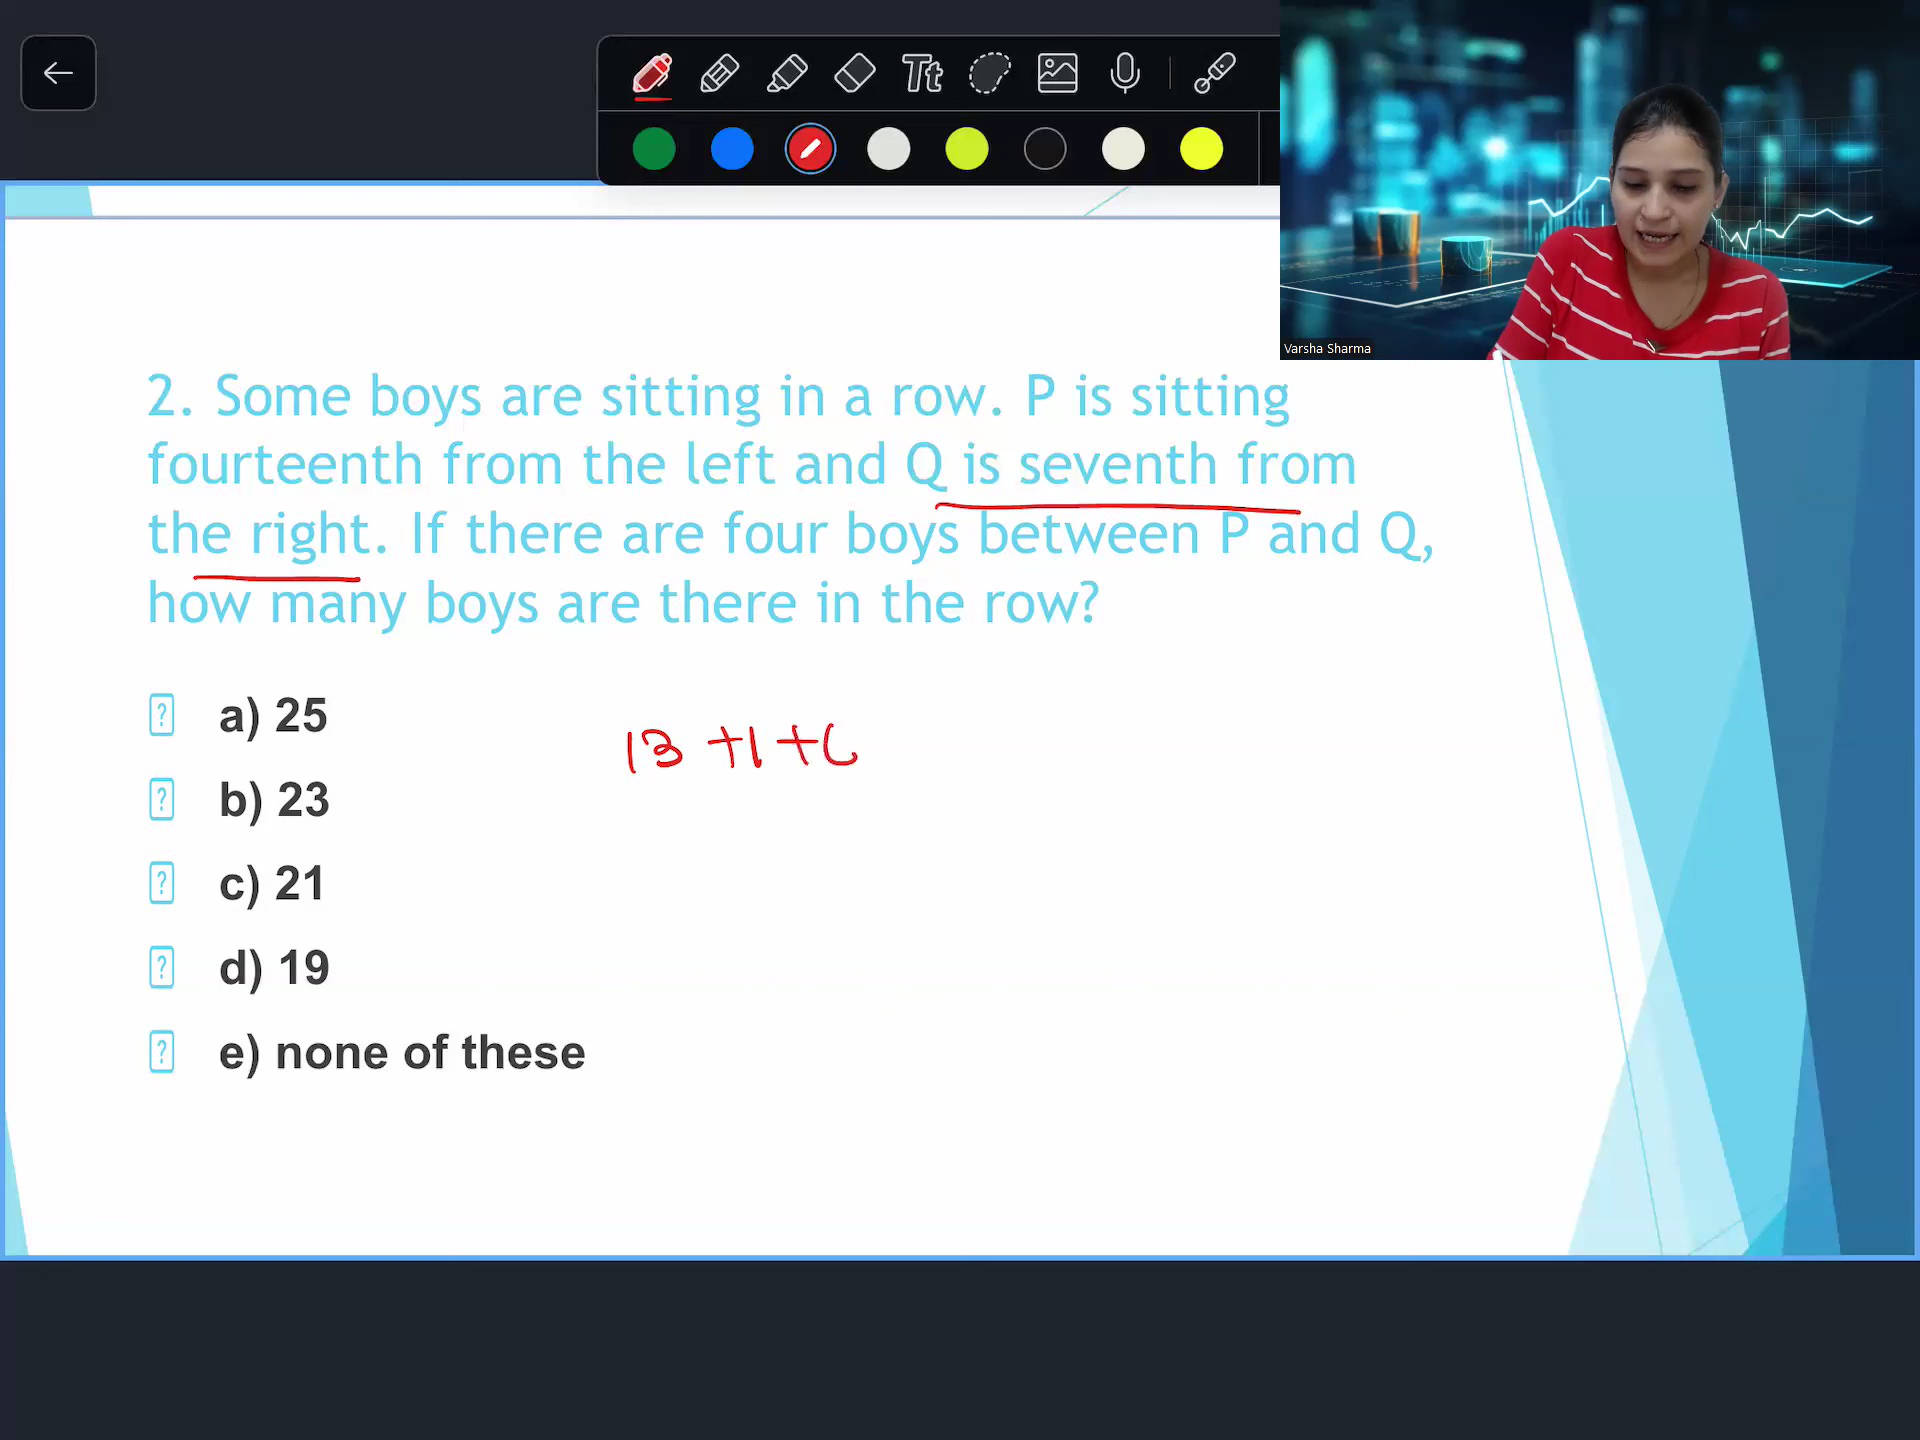 Tt
Varsha Sharma
2. Some boys are sitting in a row. P is sitting
fourteenth from the left and Q is seventh from
the right. If there are four boys between P and Q,
how many boys are there in the row?
a) 25
13 +1+6
b) 23
c) 21
d) 19
e) none of these